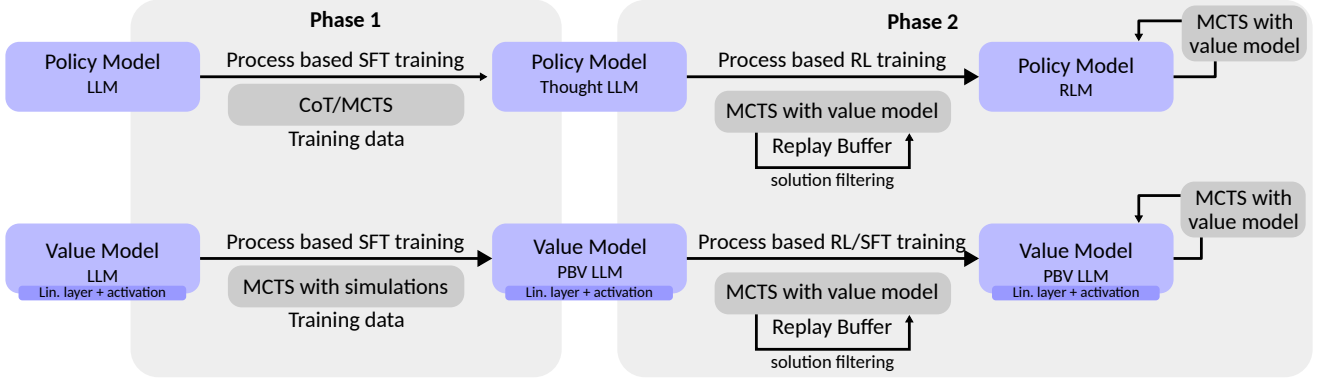 Phase 1
Phase 2
MCTS with
value model
Policy Model
LLM
Process based SFT training
CoT/MCTS
Training data
Policy Model
Thought LLM
Process based RL training
MCTS with value model
Replay Buffer
solution filtering
Policy Model
RLM
MCTS with
value model
Value Model
LLM
Lin. layer + activation
Process based SFT training
MCTS with simulations
Training data
Value Model
PBV LLM
Lin. layer + activation
Process based RL/SFT training
MCTS with value model
Replay Buffer
solution filtering
Value Model
PBV LLM
Lin. layer + activation